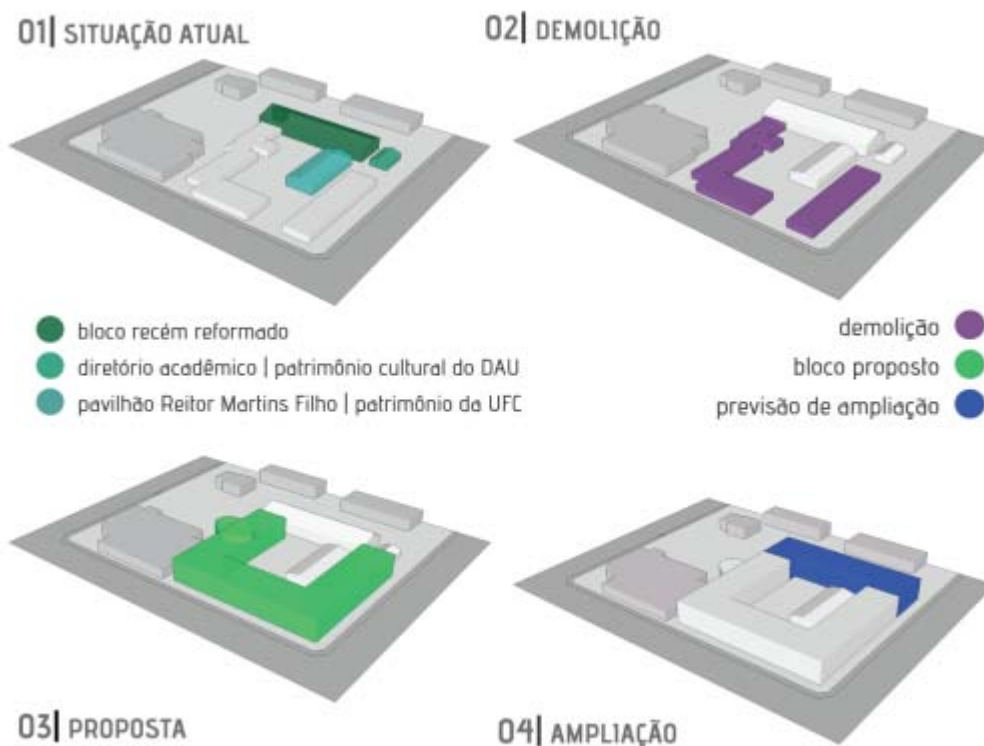 01| SITUAÇÃO ATUAL
02| DEMOLIÇÃO
bloco recém reformado
diretório acadêmico | patrimônio cultural do DAU
pavilhão Reitor Martins Filho | patrimônio da UFC
demolição
bloco proposto
previsão de ampliação
03| PROPOSTA
04| AMPLIAÇÃO